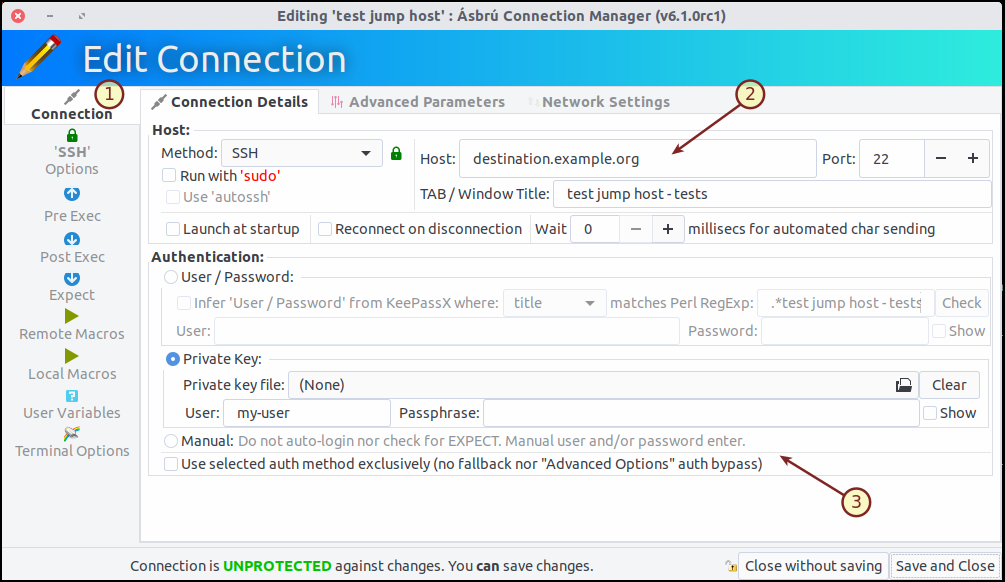 Editing 'test jump host' : Ásbrú Connection Manager (v6.1.0rc1)
Edit Connection
1
Connection
'SSH'
Options
Pre Exec
Post Exec
Expect
Remote Macros
Local Macros
User Variables
Terminal Options
Connection Details
Advanced Parameters
Network Settings
2
Host:
Method: SSH
Host: destination.example.org
Port: 22
Run with 'sudo'
Use 'autossh'
TAB / Window Title: test jump host - tests
Launch at startup
Reconnect on disconnection
Wait 0 millisecs for automated char sending
Authentication:
User / Password:
Infer 'User / Password' from KeePassX where: title matches Perl RegExp: .*test jump host - tests Check
User: Password: Show
Private Key:
Private key file: (None) Clear
User: my-user Passphrase: Show
Manual: Do not auto-login nor check for EXPECT. Manual user and/or password enter.
Use selected auth method exclusively (no fallback nor "Advanced Options" auth bypass)
3
Connection is UNPROTECTED against changes. You can save changes.
Close without saving
Save and Close